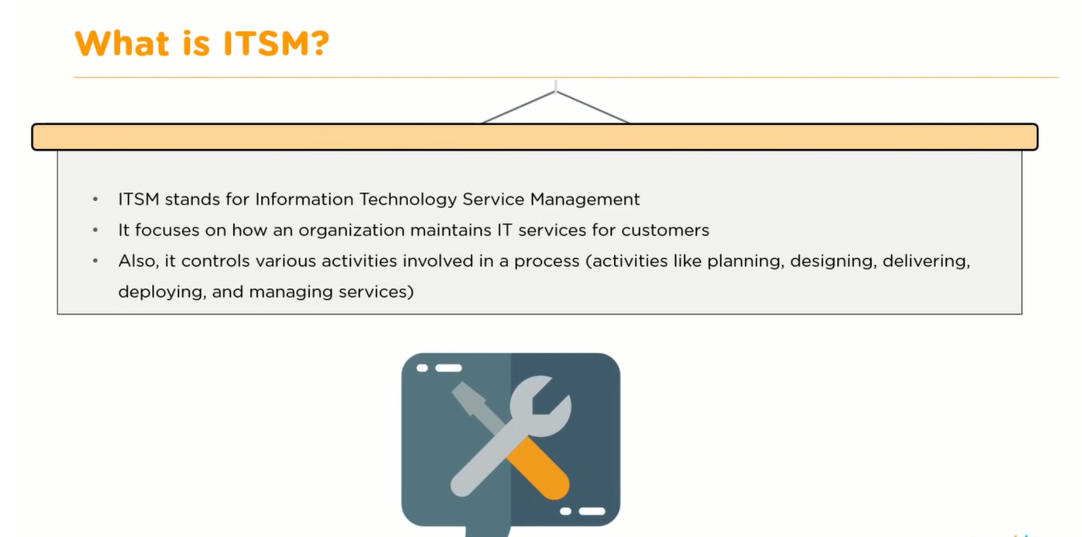 What is ITSM?
• ITSM stands for Information Technology Service Management
• It focuses on how an organization maintains IT services for customers
• Also, it controls various activities involved in a process (activities like planning, designing, delivering,
deploying, and managing services)